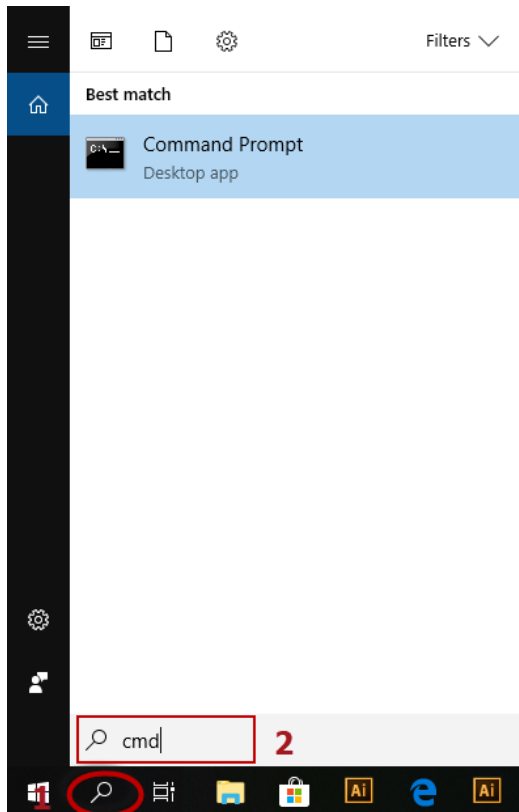 Filters
Best match
C:\_
Command Prompt
Desktop app
cmd
2
1
Ai
Ai